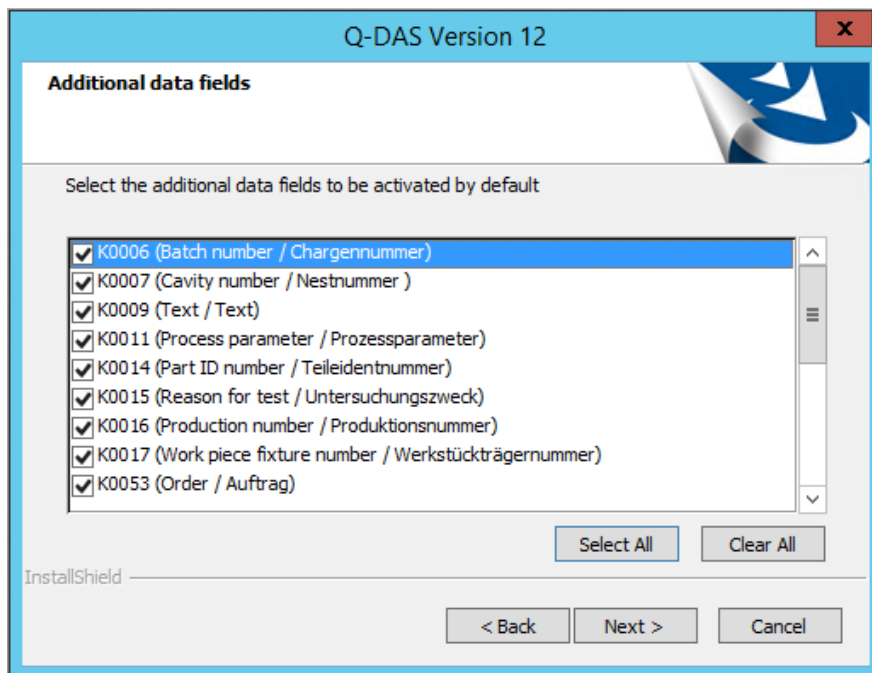 Q-DAS Version 12
x
Additional data fields
Select the additional data fields to be activated by default
K0006 (Batch number / Chargennummer)
K0007 (Cavity number / Nestnummer )
K0009 (Text / Text)
K0011 (Process parameter / Prozessparameter)
K0014 (Part ID number / Teileidentnummer)
K0015 (Reason for test / Untersuchungszweck)
K0016 (Production number / Produktionsnummer)
K0017 (Work piece fixture number / Werkstückträgernummer)
K0053 (Order / Auftrag)
Select All Clear All
InstallShield
< Back Next > Cancel